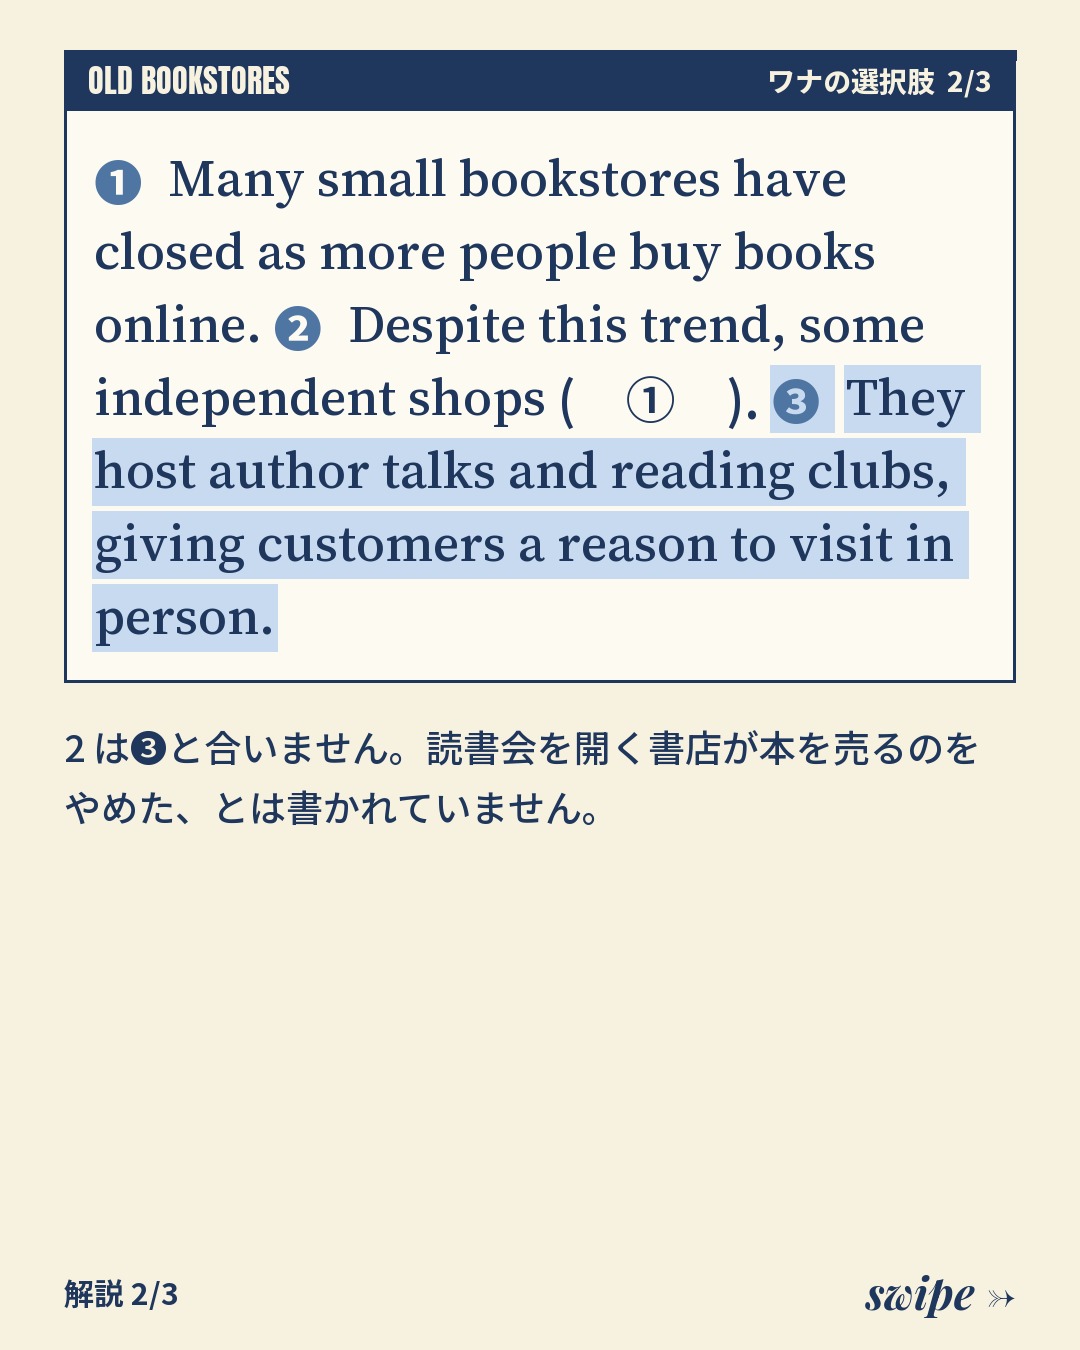 OLD BOOKSTORES
ワナの選択肢 2/3
❶ Many small bookstores have
closed as more people buy books
online. ❷ Despite this trend, some
independent shops ( ① ). ❸ They
host author talks and reading clubs,
giving customers a reason to visit in
person.
2 は❸と合いません。読書会を開く書店が本を売るのを
やめた、とは書かれていません。
解説 2/3
swipe